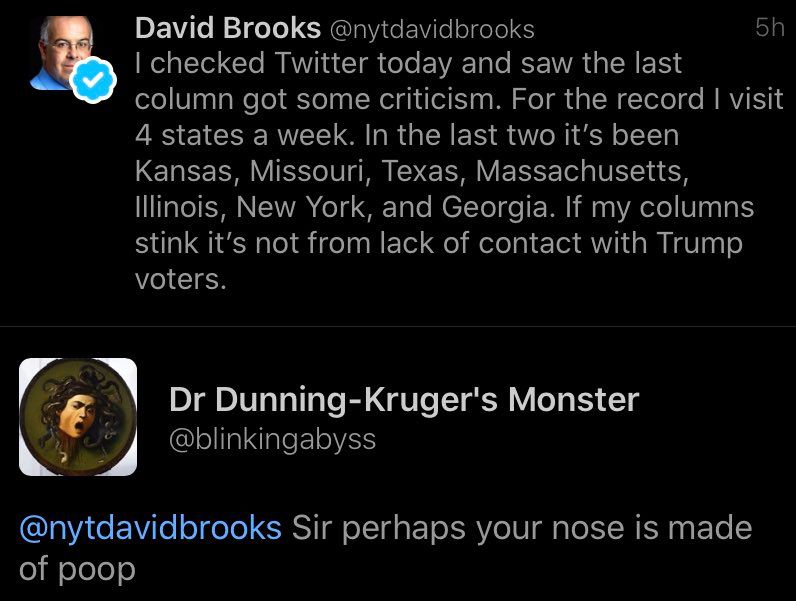 David Brooks @nytdavidbrooks 5h
I checked Twitter today and saw the last
column got some criticism. For the record I visit
4 states a week. In the last two it’s been
Kansas, Missouri, Texas, Massachusetts,
Illinois, New York, and Georgia. If my columns
stink it’s not from lack of contact with Trump
voters.
Dr Dunning-Kruger's Monster
@blinkingabyss
@nytdavidbrooks Sir perhaps your nose is made
of poop